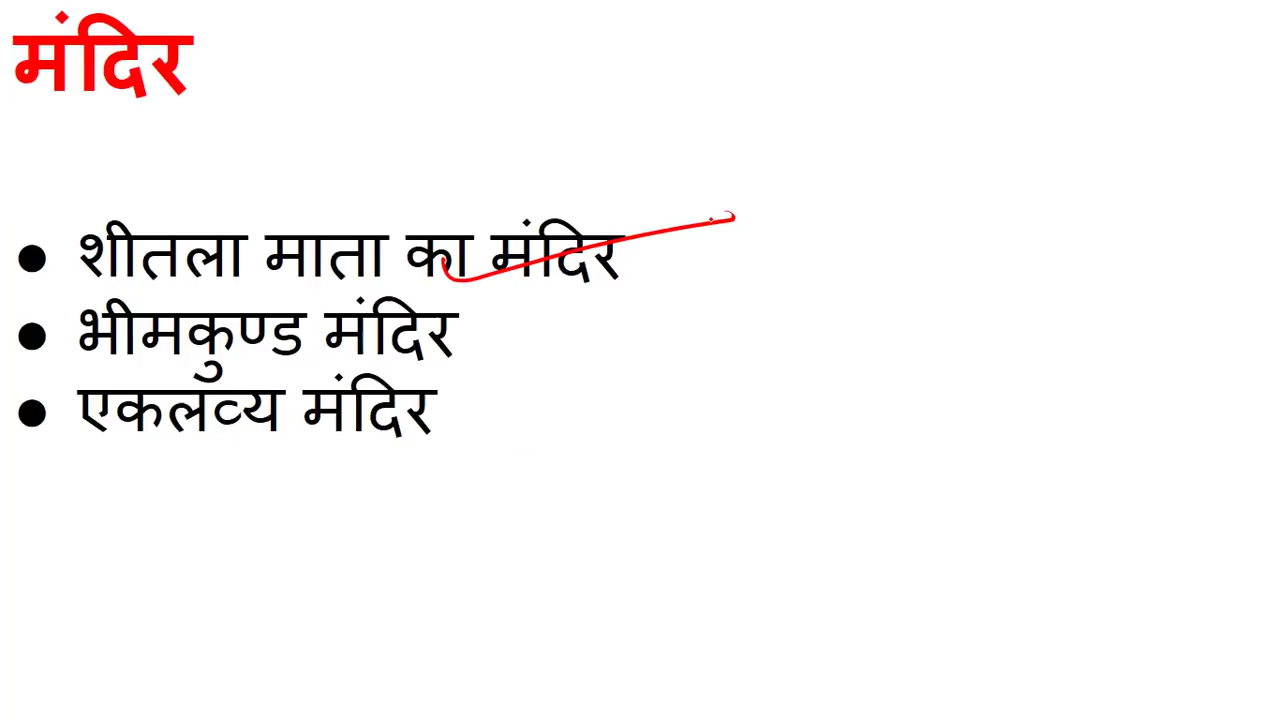 मंदिर
● शीतला माता का मंदिर
● भीमकुण्ड मंदिर
● एकलव्य मंदिर